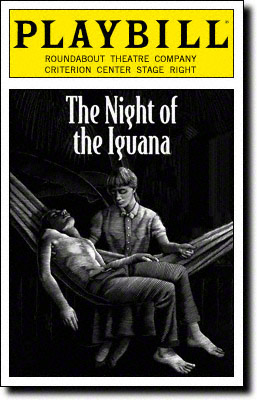 PLAYBILL
ROUNDABOUT THEATRE COMPANY
CRITERION CENTER STAGE RIGHT
The Night of
the Iguana